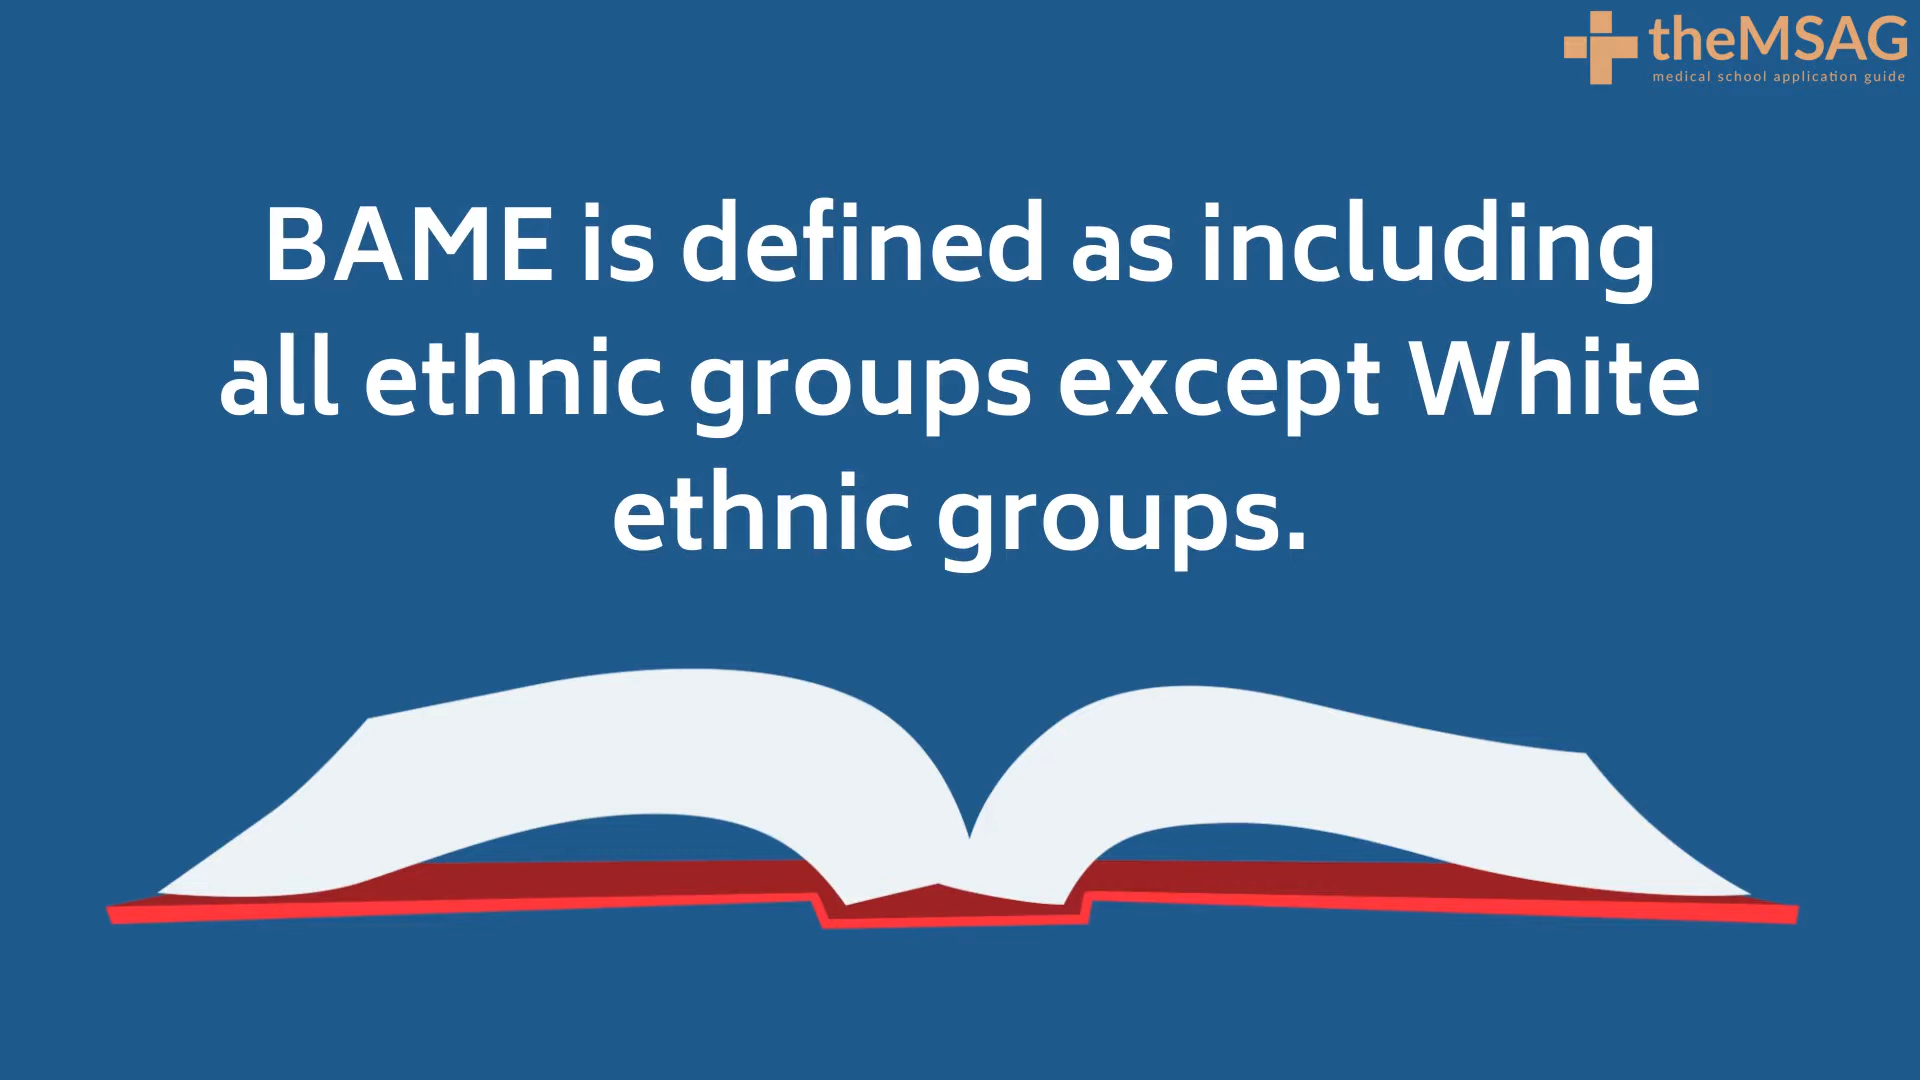 theMSAG
medical school application guide
BAME is defined as including
all ethnic groups except White
ethnic groups.